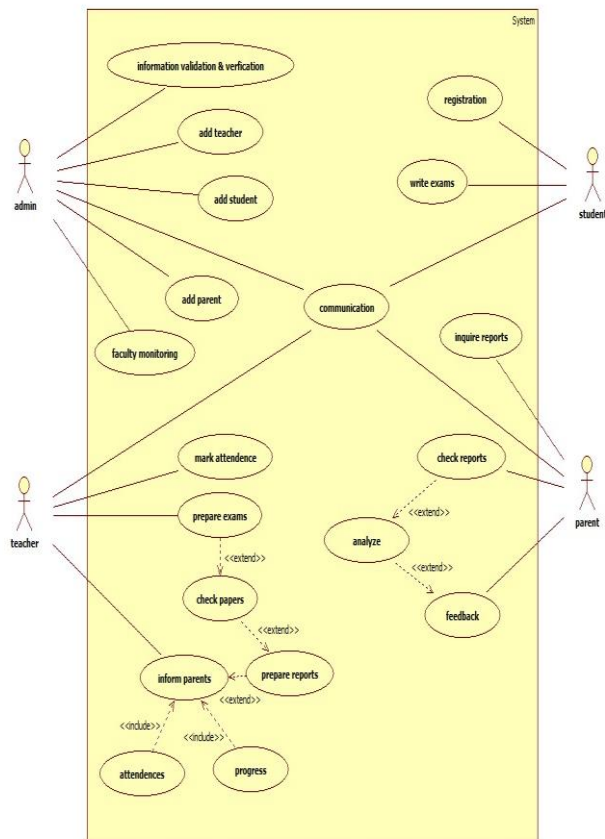 System
information validation & verfication
registration
add teacher
write exams
add student
admin
student
add parent
communication
inquire reports
faculty monitoring
mark attendence
check reports
prepare exams
<<extend>>
teacher
parent
analyze
<<extend>>
<<extend>>
check papers
feedback
<<extend>>
inform parents
prepare reports
<<extend>>
<<include>>
<<include>>
attendences
progress